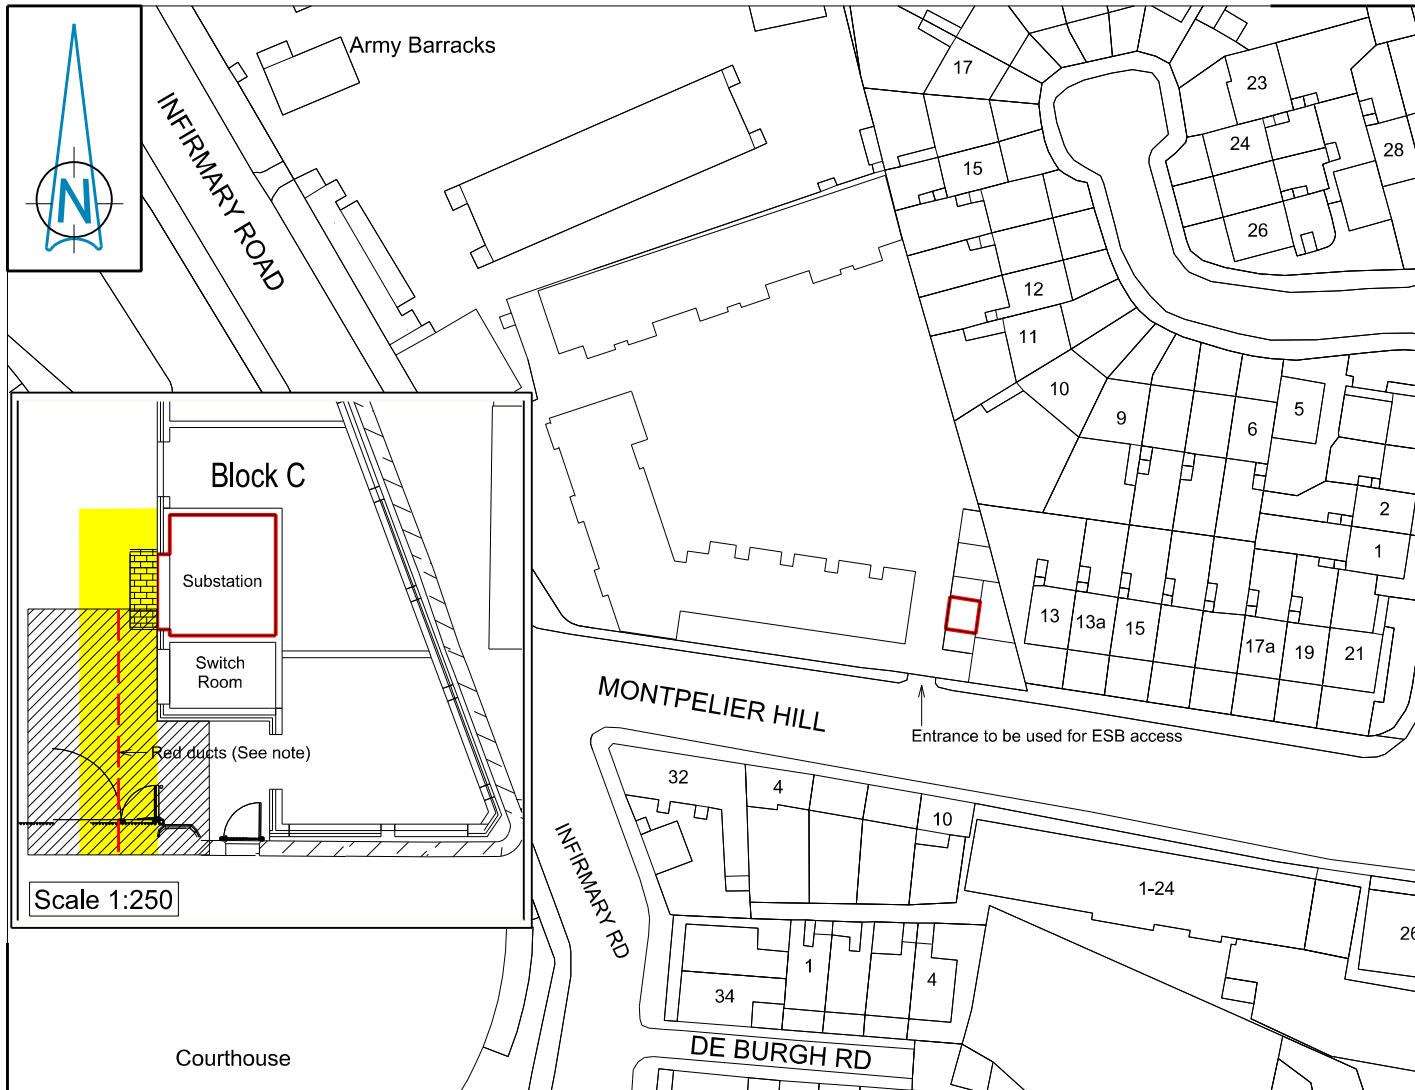 N
Army Barracks
INFIRMARY ROAD
17
23
24
28
15
26
12
11
10
9
6
5
2
1
Block C
Substation
Switch
Room
Red ducts (See note)
Scale 1:250
13
13a
15
17a
19
21
MONTPELIER HILL
Entrance to be used for ESB access
32
4
10
INFIRMARY RD
1-24
26
1
4
34
DE BURGH RD
Courthouse